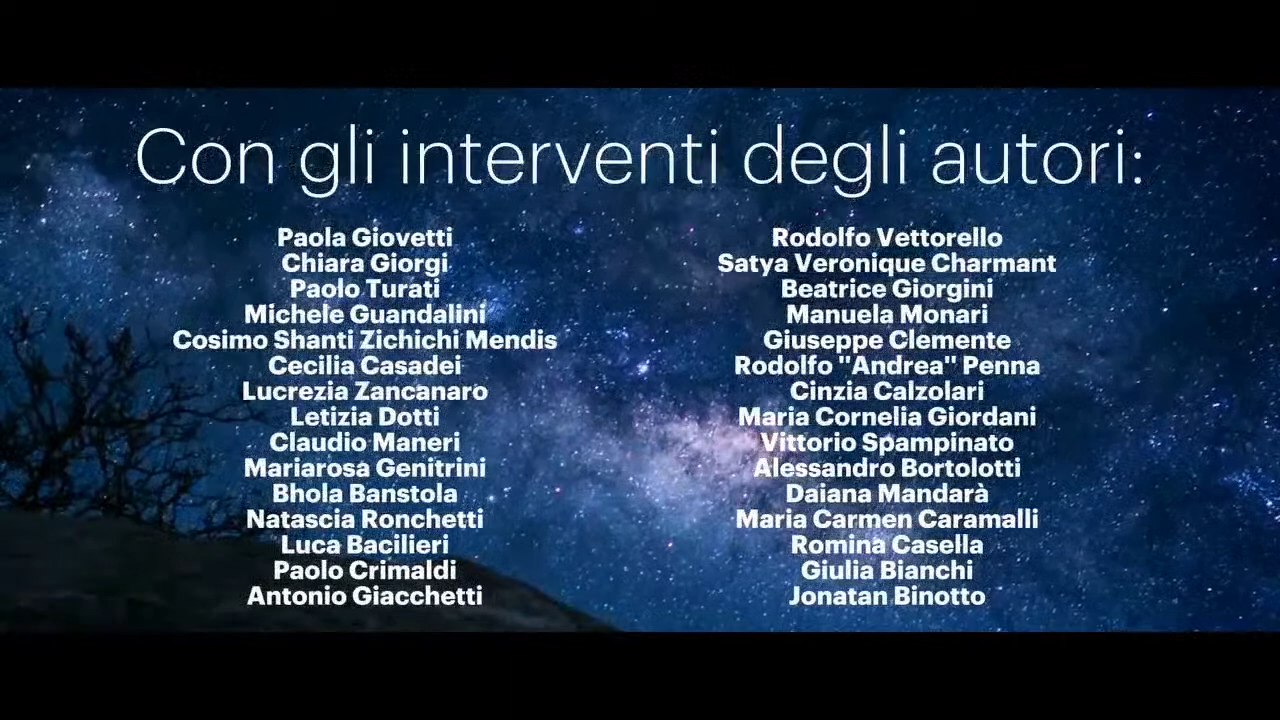 Con gli interventi degli autori:
Paola Giovetti
Chiara Giorgi
Paolo Turati
Michele Guandalini
Cosimo Shanti Zichichi Mendis
Cecilia Casadei
Lucrezia Zancanaro
Letizia Dotti
Claudio Maneri
Mariarosa Genitrini
Bhola Banstola
Natascia Ronchetti
Luca Bacilieri
Paolo Crimaldi
Antonio Giacchetti
Rodolfo Vettorello
Satya Veronique Charmant
Beatrice Giorgini
Manuela Monari
Giuseppe Clemente
Rodolfo "Andrea" Penna
Cinzia Calzolari
Maria Cornelia Giordani
Vittorio Spampinato
Alessandro Bortolotti
Daiana Mandarà
Maria Carmen Caramalli
Romina Casella
Giulia Bianchi
Jonatan Binotto